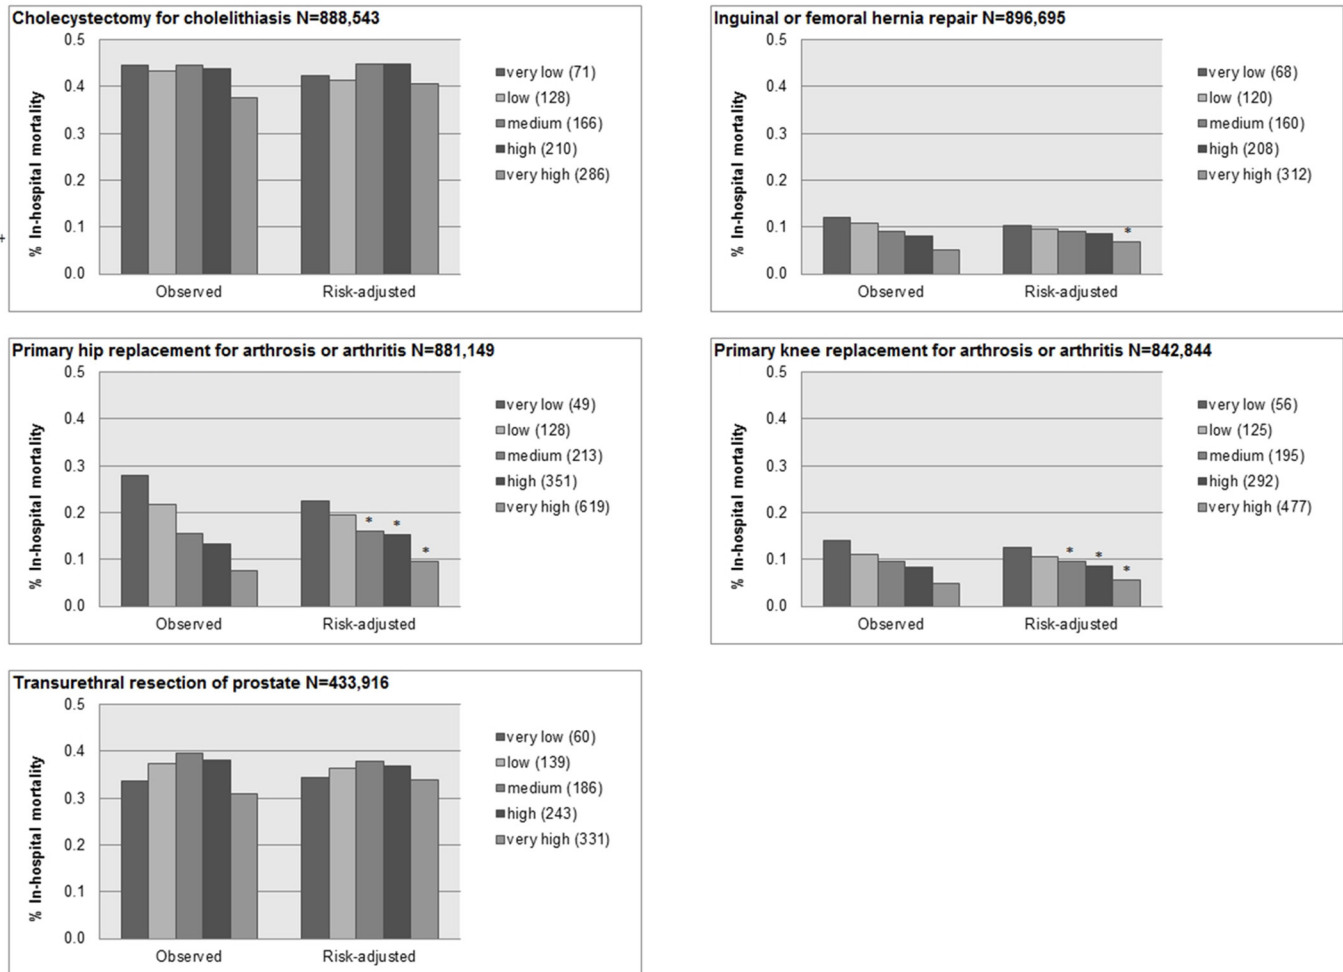 Cholecystectomy for cholelithiasis N=888,543
0.5
0.4
0.3
0.2
0.1
0.0
% In-hospital mortality
+
Observed
Risk-adjusted
very low (71)
low (128)
medium (166)
high (210)
very high (286)
Inguinal or femoral hernia repair N=896,695
0.5
0.4
0.3
0.2
0.1
0.0
% In-hospital mortality
*
Observed
Risk-adjusted
very low (68)
low (120)
medium (160)
high (208)
very high (312)
Primary hip replacement for arthrosis or arthritis N=881,149
0.5
0.4
0.3
0.2
0.1
0.0
% In-hospital mortality
* * *
Observed
Risk-adjusted
very low (49)
low (128)
medium (213)
high (351)
very high (619)
Primary knee replacement for arthrosis or arthritis N=842,844
0.5
0.4
0.3
0.2
0.1
0.0
% In-hospital mortality
* * *
Observed
Risk-adjusted
very low (56)
low (125)
medium (195)
high (292)
very high (477)
Transurethral resection of prostate N=433,916
0.5
0.4
0.3
0.2
0.1
0.0
% In-hospital mortality
Observed
Risk-adjusted
very low (60)
low (139)
medium (186)
high (243)
very high (331)